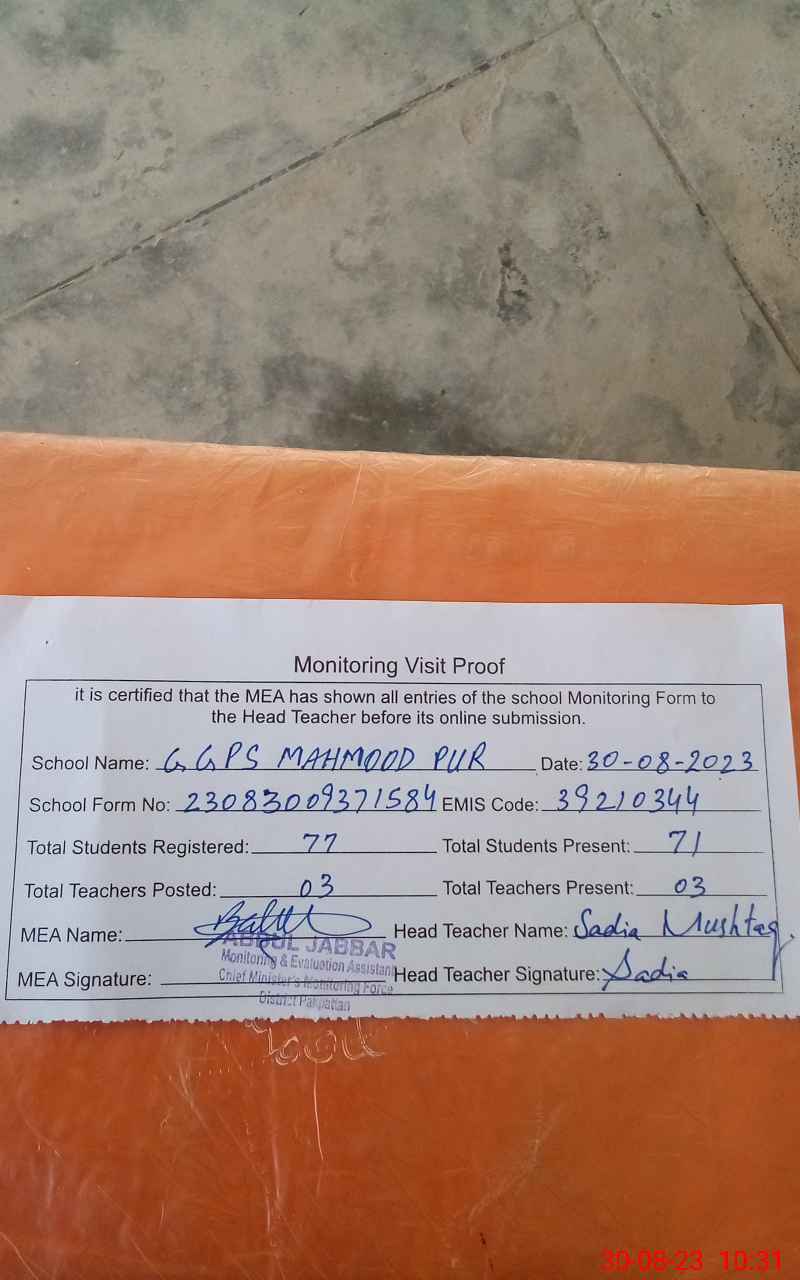 Monitoring Visit Proof
it is certified that the MEA has shown all entries of the school Monitoring Form to
the Head Teacher before its online submission.
School Name: G G P S MAHMOOD PUR Date: 30-08-2023
School Form No: 23083009371584 EMIS Code: 39210344
Total Students Registered: 77 Total Students Present: 71
Total Teachers Posted: 03 Total Teachers Present: 03
MEA Name: Head Teacher Name: Sadia Mushtaq.
ABDUL JABBAR
Monitoring & Evaluation Assistant
MEA Signature: Head Teacher Signature: Sadia
Chief Minister's Monitoring Force
District Pakpattan
30-08-23 10:31